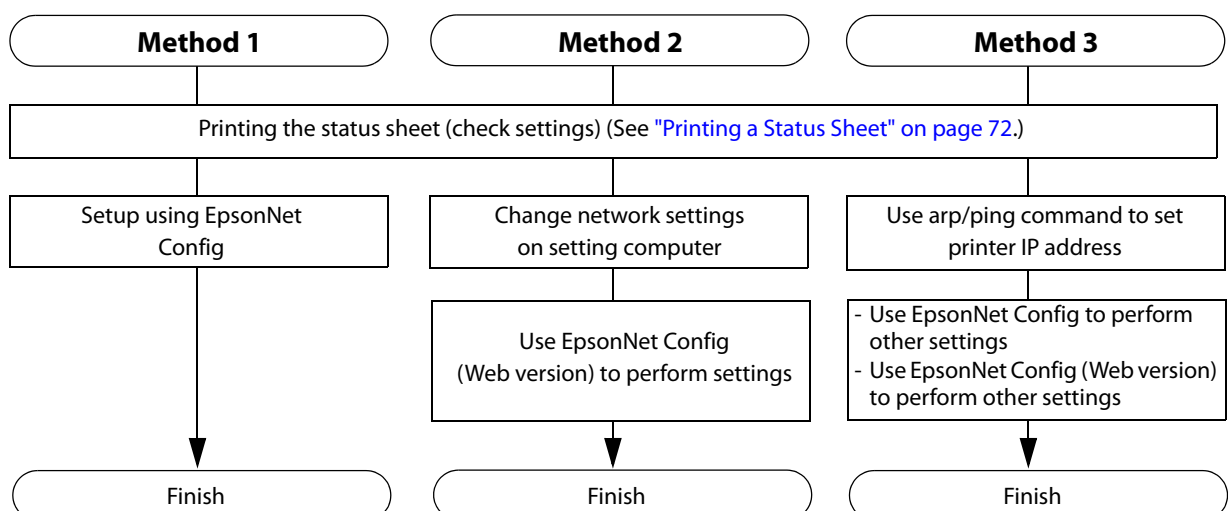 Method 1
Method 2
Method 3
Printing the status sheet (check settings) (See "Printing a Status Sheet" on page 72.)
Setup using EpsonNet
Config
Change network settings
on setting computer
Use arp/ping command to set
printer IP address
Use EpsonNet Config
(Web version) to perform settings
- Use EpsonNet Config to perform
other settings
- Use EpsonNet Config (Web version)
to perform other settings
Finish
Finish
Finish